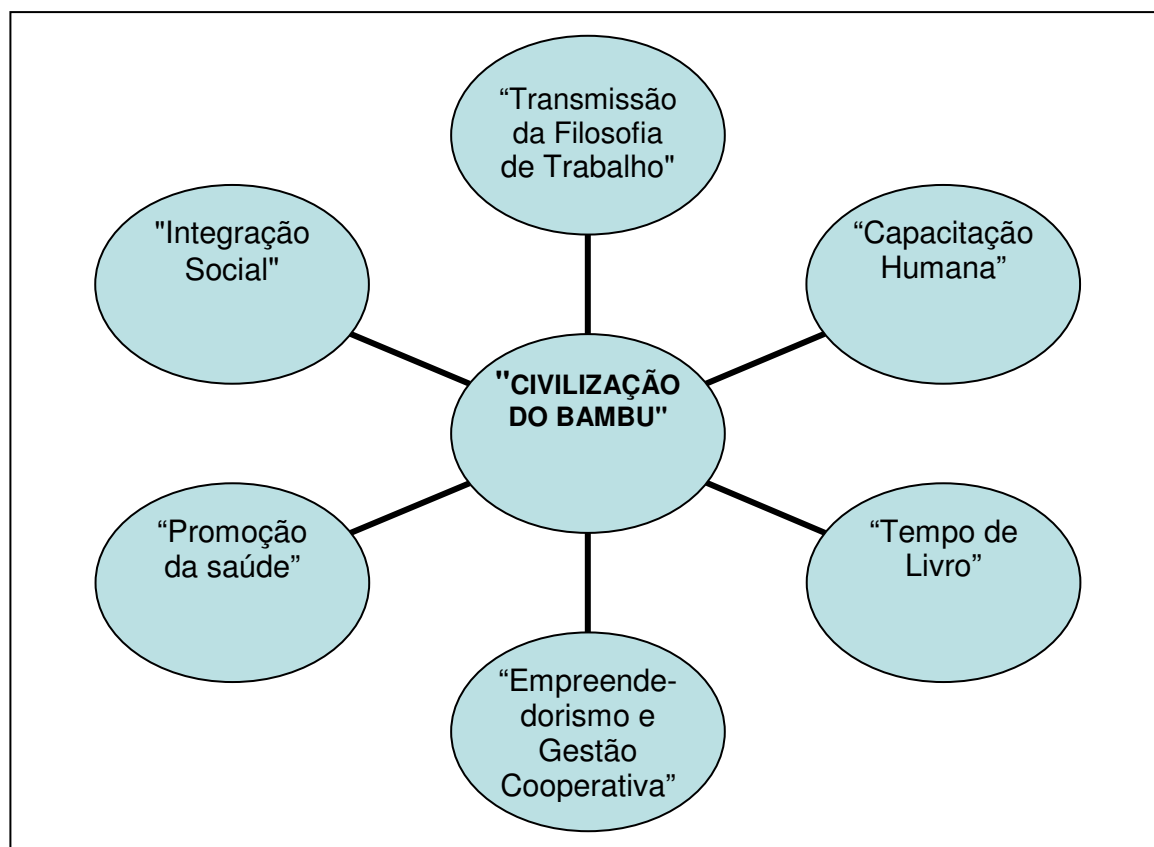 “Transmissão
da Filosofia
de Trabalho"
"Integração
Social"
“Capacitação
Humana”
"CIVILIZAÇÃO
DO BAMBU"
“Promoção
da saúde”
“Tempo de
Livro”
“Empreende-
dorismo e
Gestão
Cooperativa”